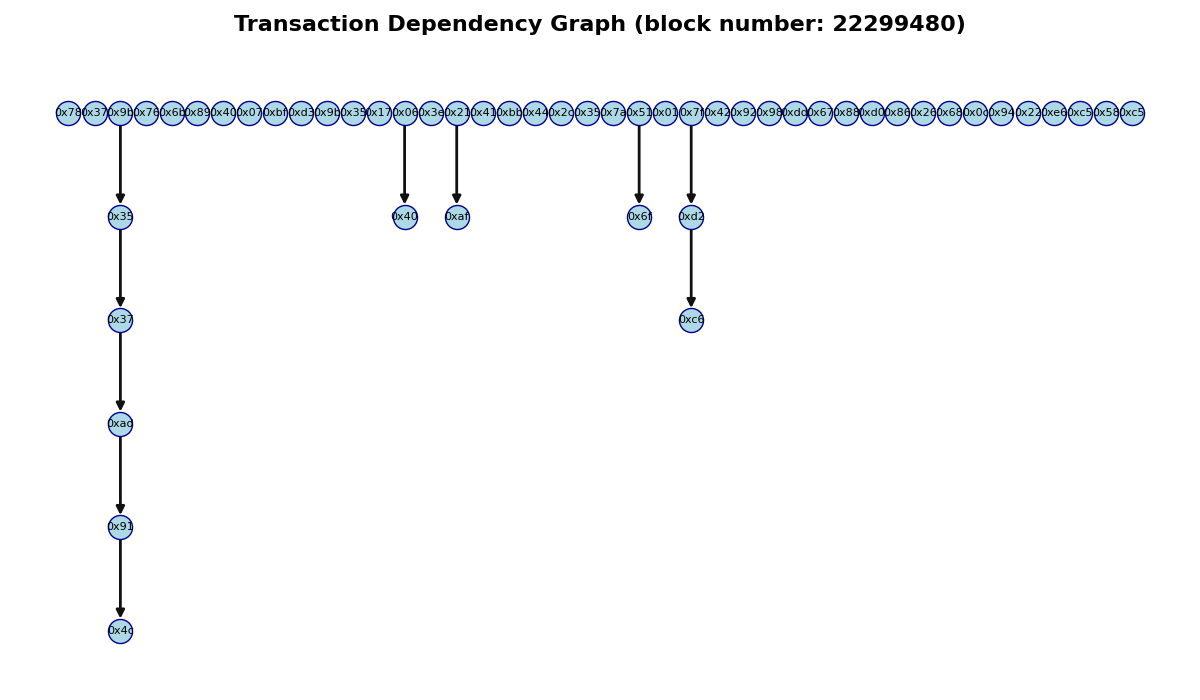 Transaction Dependency Graph (block number: 22299480)
0x78 0x37 0x9b 0x76 0x6b 0x89 0x40 0x07 0xbf 0xd3 0x9b 0x35 0x17 0x06 0x3e 0x21 0x41 0xbb 0x44 0x2c 0x35 0x7a 0x51 0x01 0x7f 0x42 0x92 0x98 0xdd 0x67 0x88 0xd0 0x86 0x26 0x68 0x0c 0x94 0x22 0xe6 0xc5 0x58 0xc5
0x35 0x40 0xaf 0x6f 0xd2
0x37 0xc6
0xad
0x91
0x4c